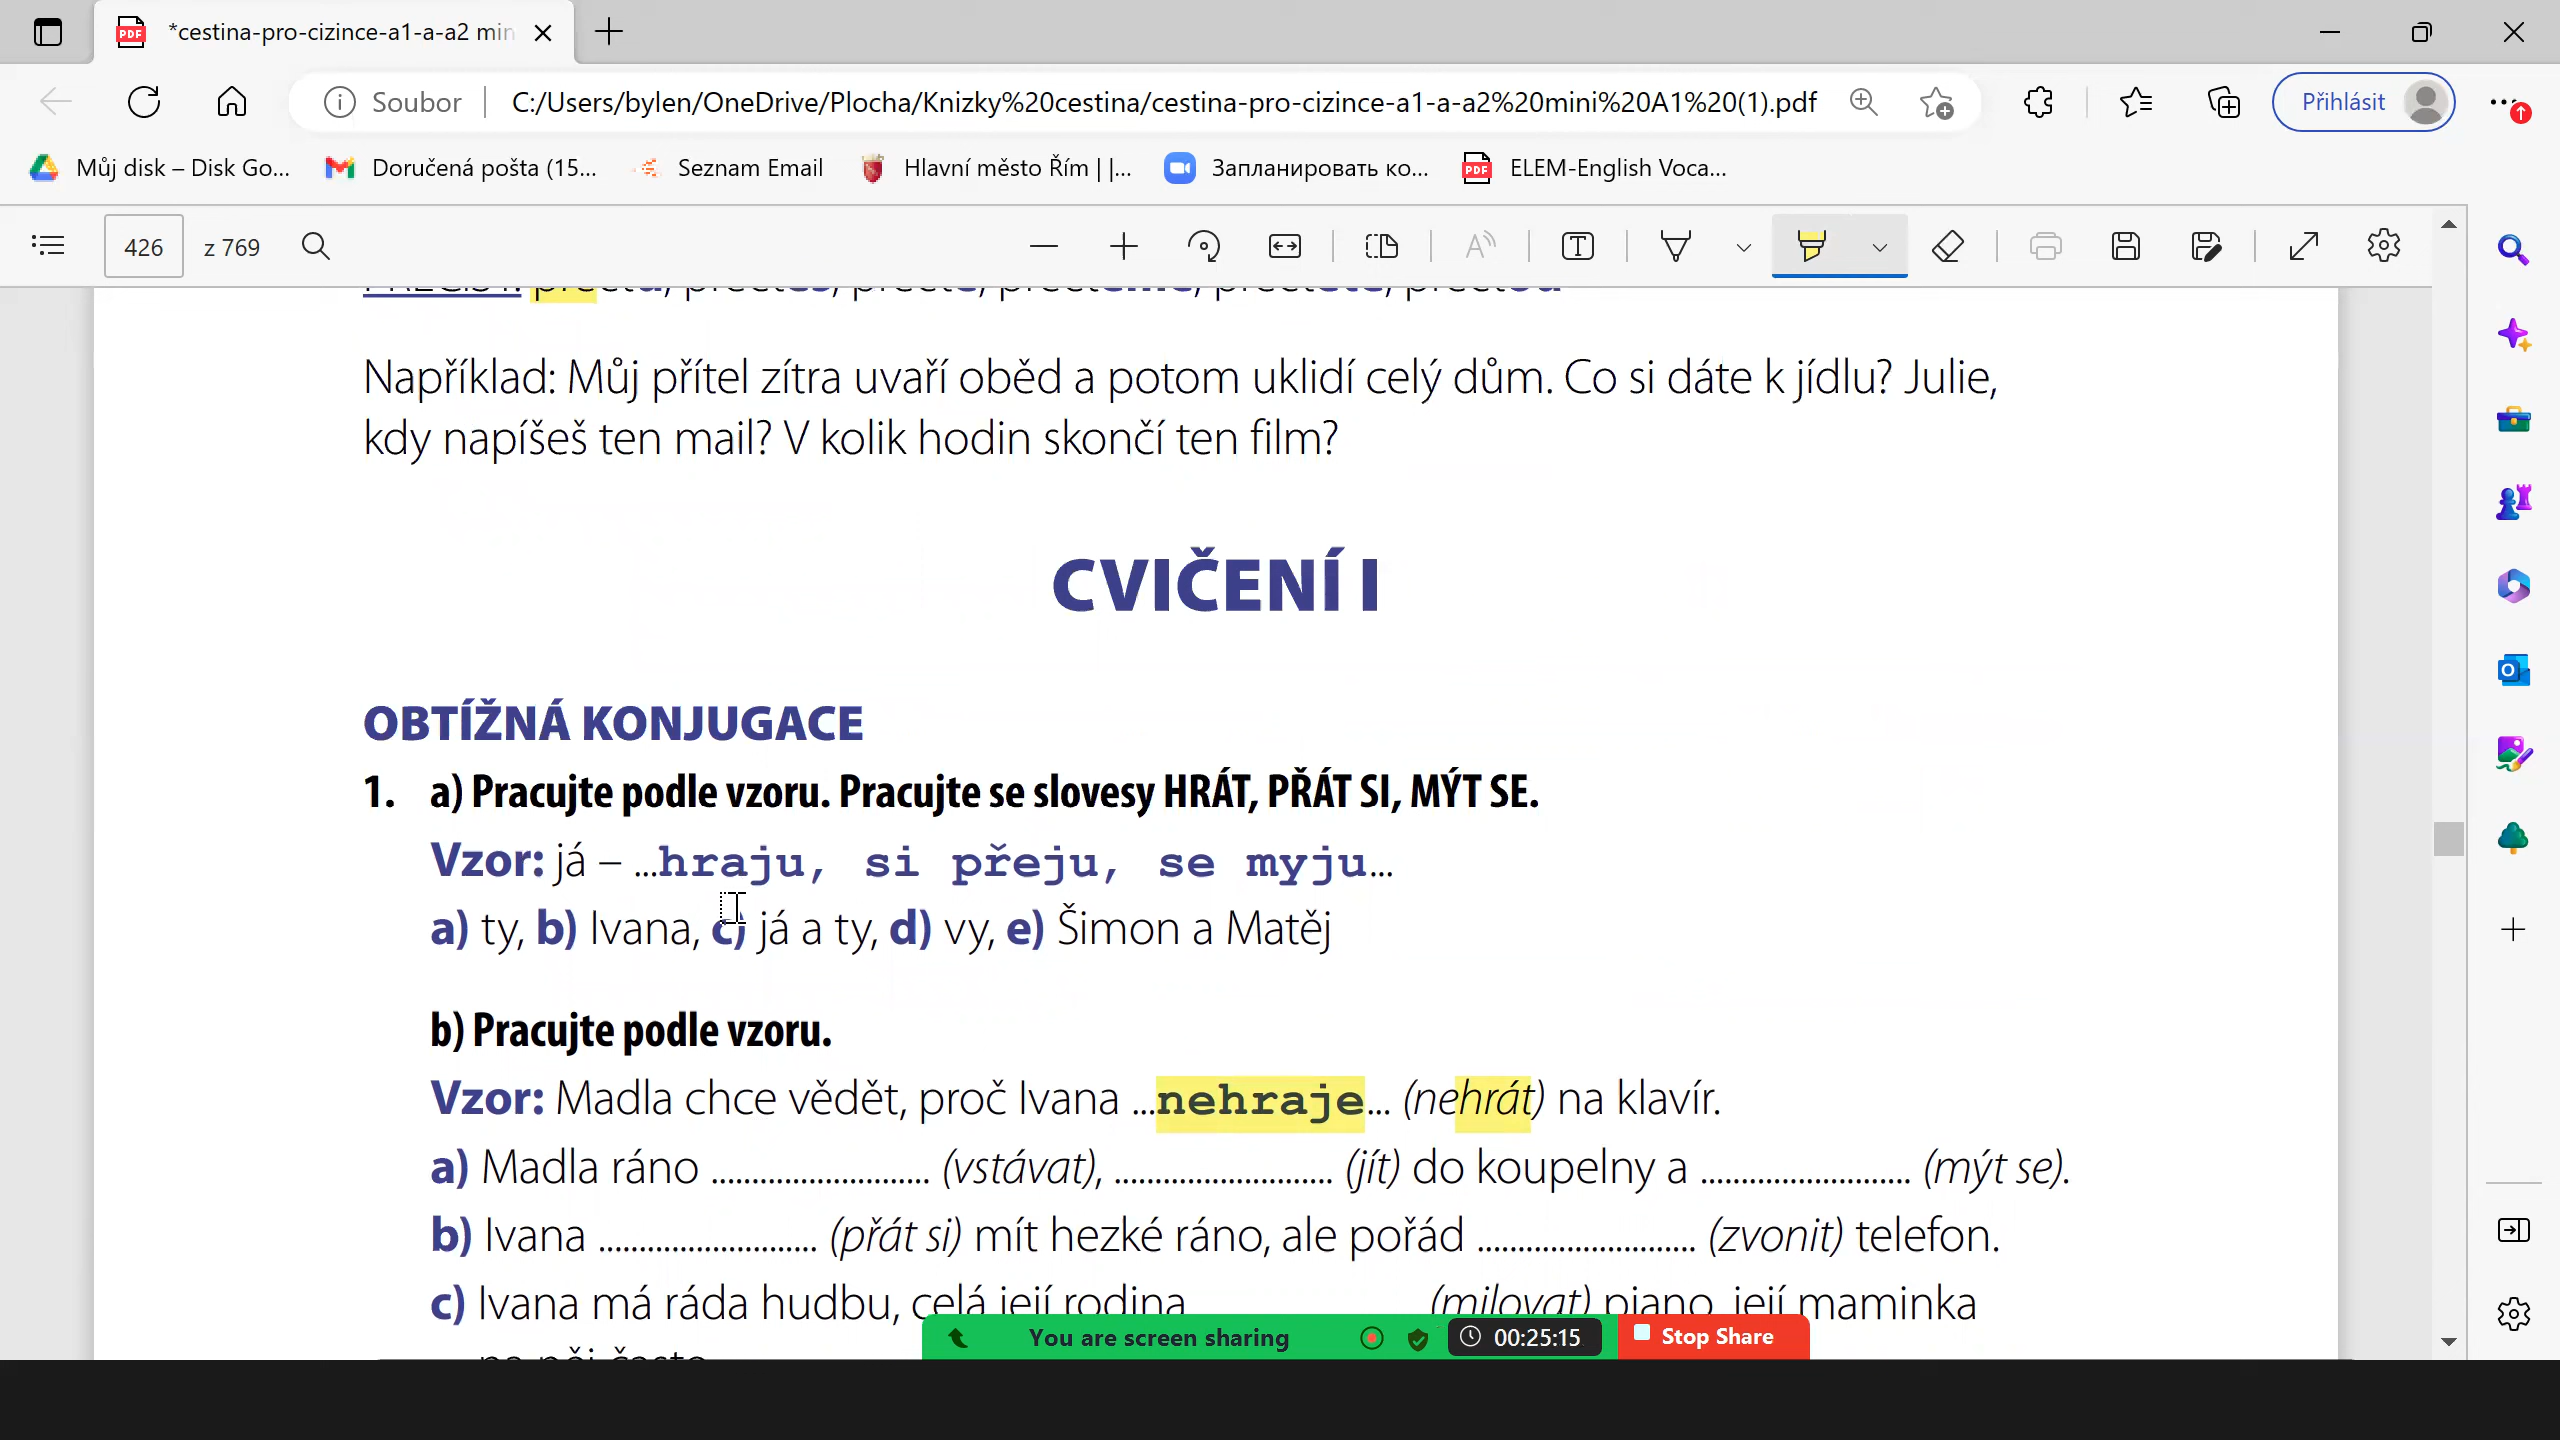 *cestina-pro-cizince-a1-a-a2 min
Soubor
C:/Users/bylen/OneDrive/Plocha/Knizky%20cestina/cestina-pro-cizince-a1-a-a2%20mini%20A1%20(1).pdf
Přihlásit
Můj disk – Disk Go...
Doručená pošta (15...
Seznam Email
Hlavní město Řím | |...
Запланировать ко...
ELEM-English Voca...
426 z 769
Například: Můj přítel zítra uvaří oběd a potom uklidí celý dům. Co si dáte k jídlu? Julie,
kdy napíšeš ten mail? V kolik hodin skončí ten film?
CVIČENÍ I
OBTÍŽNÁ KONJUGACE
1. a) Pracujte podle vzoru. Pracujte se slovesy HRÁT, PŘÁT SI, MÝT SE.
Vzor: já – ...hraju, si přeju, se myju...
a) ty, b) Ivana, c) já a ty, d) vy, e) Šimon a Matěj
b) Pracujte podle vzoru.
Vzor: Madla chce vědět, proč Ivana ...nehraje... (nehrát) na klavír.
a) Madla ráno ........................... (vstávat), ........................... (jít) do koupelny a .......................... (mýt se).
b) Ivana ........................... (přát si) mít hezké ráno, ale pořád ........................... (zvonit) telefon.
c) Ivana má ráda hudbu, celá její rodina (milovat) piano, její maminka
You are screen sharing
00:25:15
Stop Share